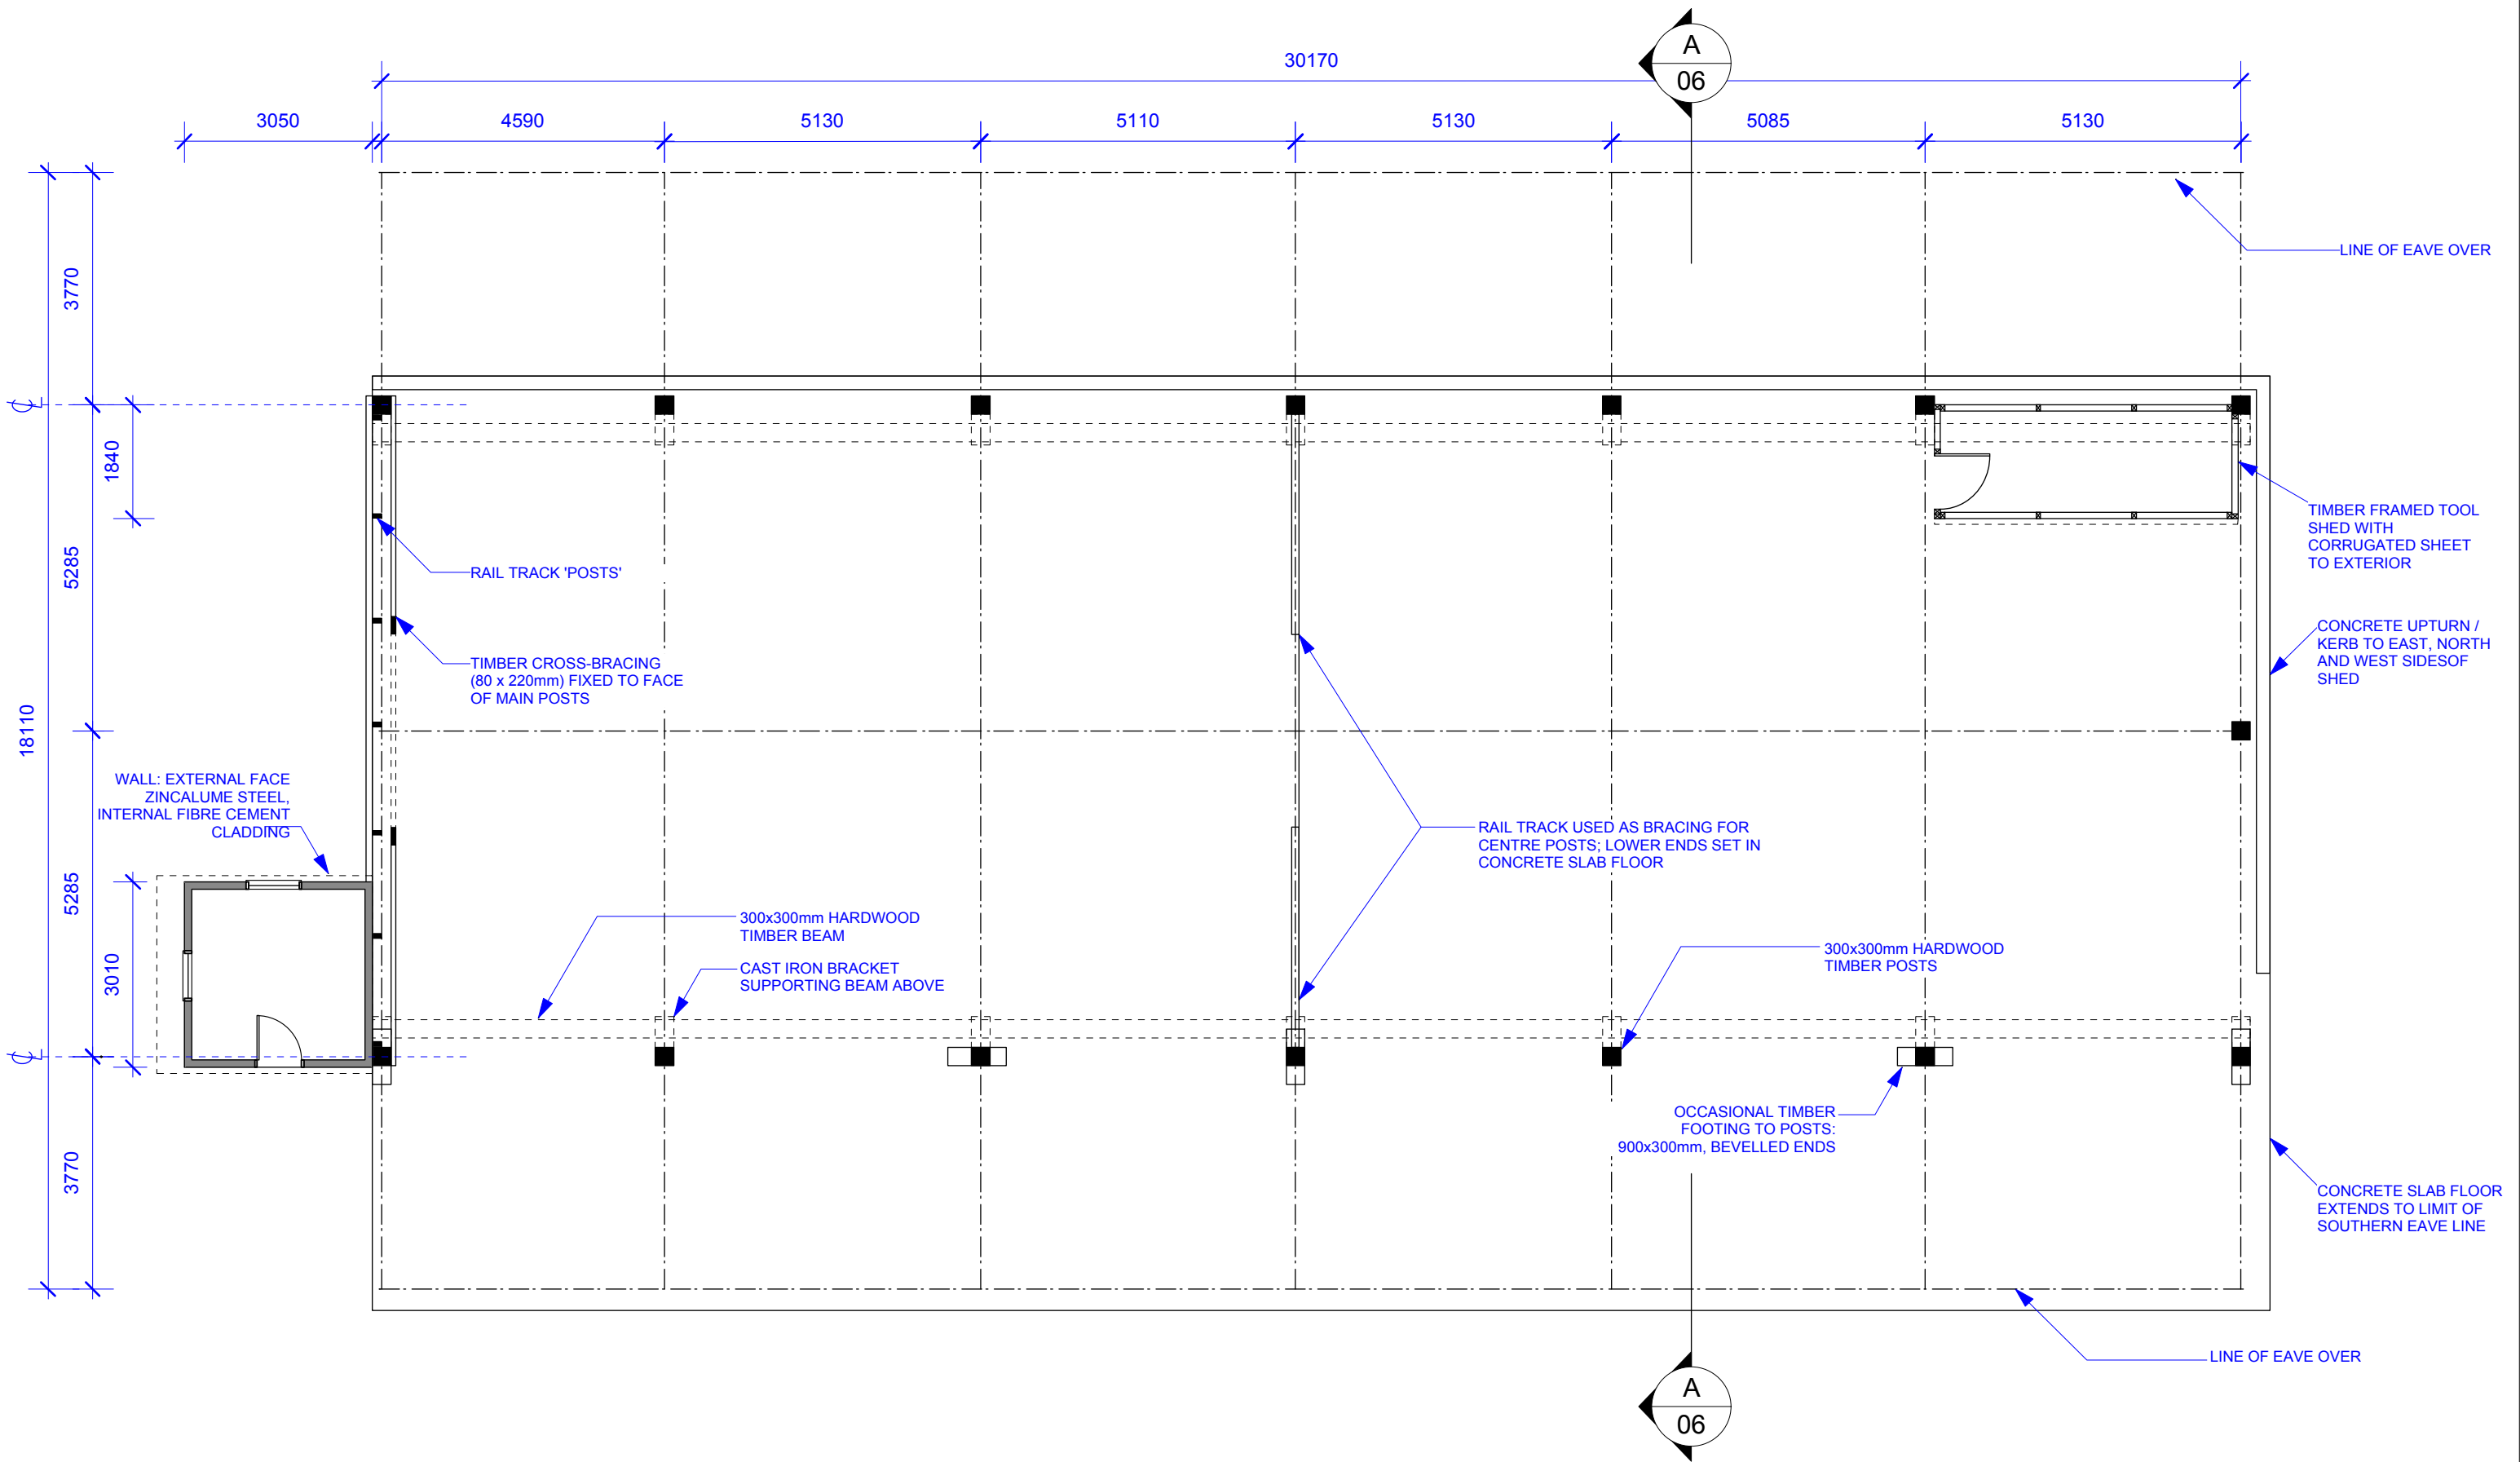 A
06
30170
3050
4590
5130
5110
5130
5085
5130
LINE OF EAVE OVER
3770
1840
5285
18110
5285
3010
3770
RAIL TRACK 'POSTS'
TIMBER CROSS-BRACING
(80 x 220mm) FIXED TO FACE
OF MAIN POSTS
TIMBER FRAMED TOOL
SHED WITH
CORRUGATED SHEET
TO EXTERIOR
CONCRETE UPTURN /
KERB TO EAST, NORTH
AND WEST SIDESOF
SHED
WALL: EXTERNAL FACE
ZINCALUME STEEL,
INTERNAL FIBRE CEMENT
CLADDING
RAIL TRACK USED AS BRACING FOR
CENTRE POSTS; LOWER ENDS SET IN
CONCRETE SLAB FLOOR
300x300mm HARDWOOD
TIMBER BEAM
CAST IRON BRACKET
SUPPORTING BEAM ABOVE
300x300mm HARDWOOD
TIMBER POSTS
OCCASIONAL TIMBER
FOOTING TO POSTS:
900x300mm, BEVELLED ENDS
CONCRETE SLAB FLOOR
EXTENDS TO LIMIT OF
SOUTHERN EAVE LINE
LINE OF EAVE OVER
A
06